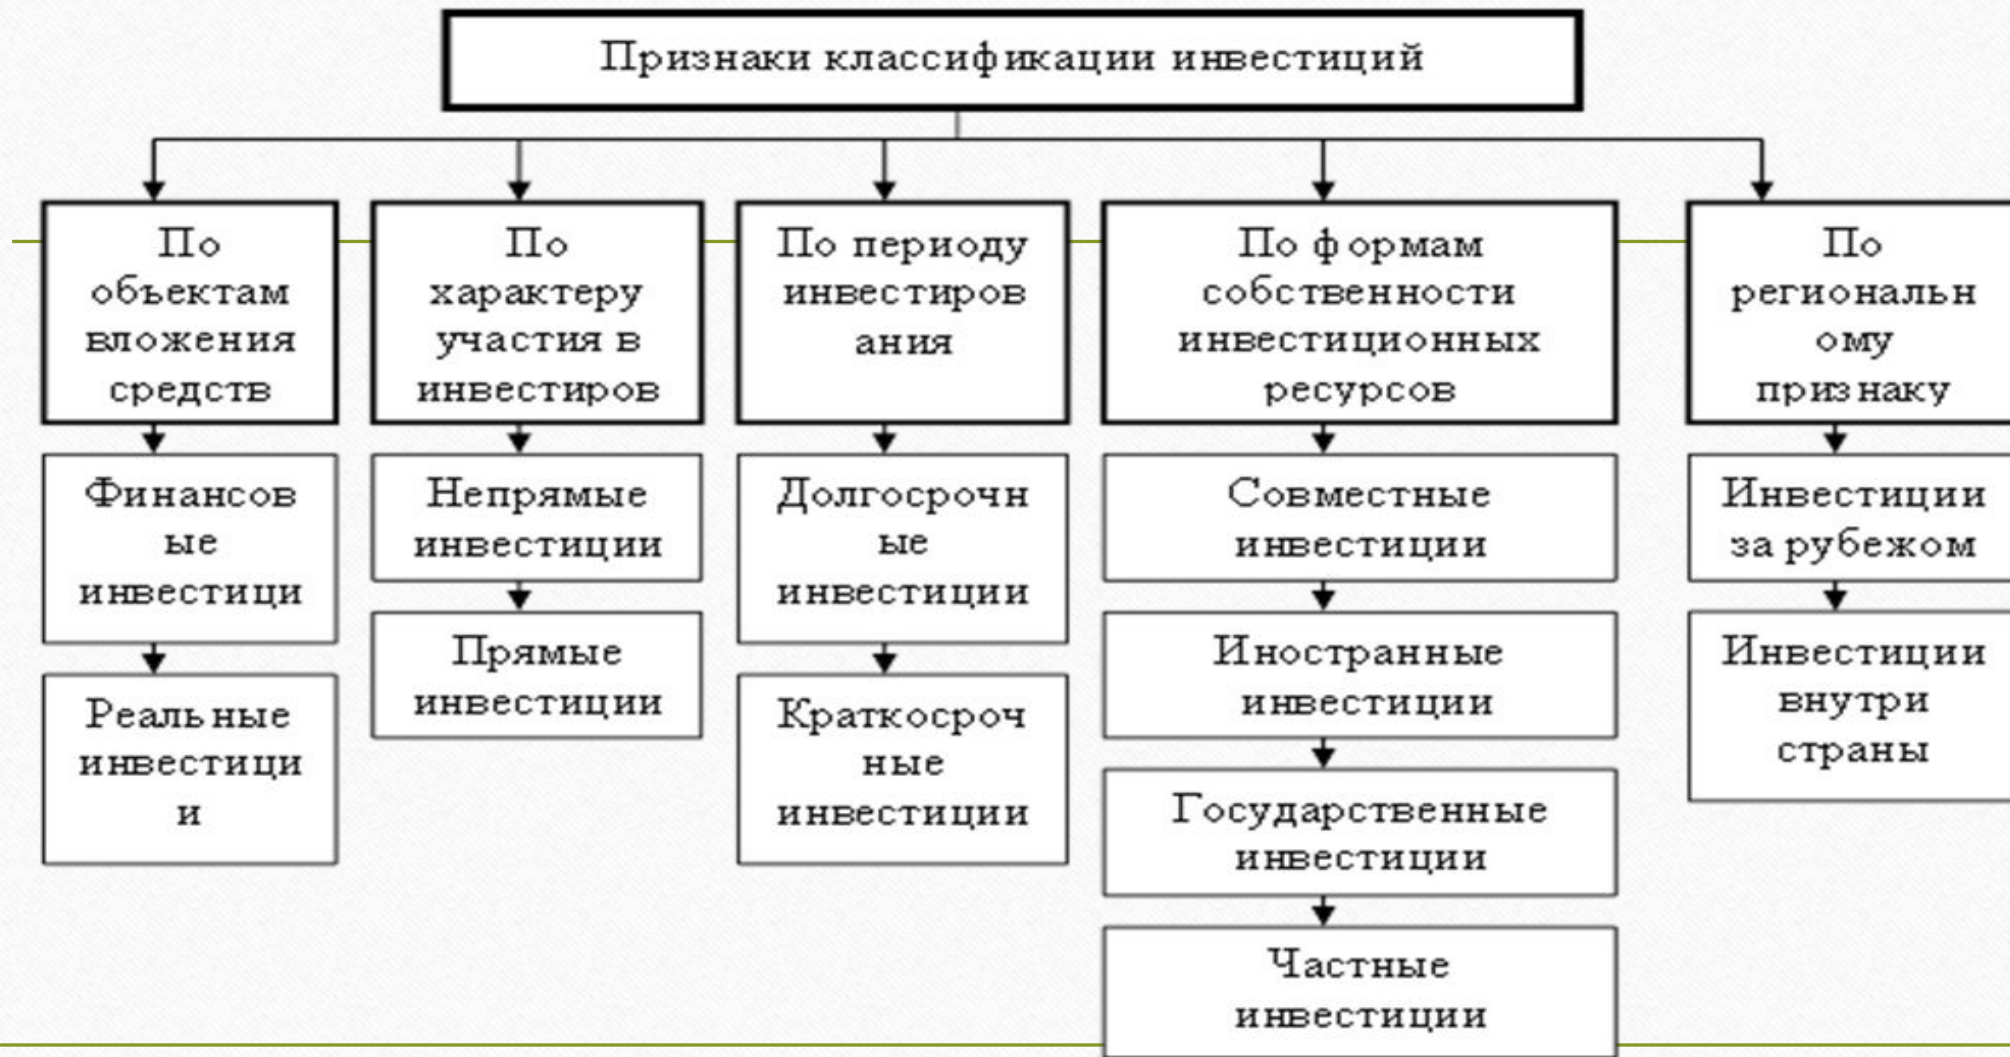 Признаки классификации инвестиций
По
объектам
вложения
средств
Финансов
ые
инвестици
Реальные
инвестици
и
По
характеру
участия в
инвестиров
Непрямые
инвестиции
Прямые
инвестиции
По периоду
инвестиров
ания
Долгосрочн
ые
инвестиции
Краткосроч
ные
инвестиции
По формам
собственности
инвестиционных
ресурсов
Совместные
инвестиции
Иностранные
инвестиции
Государственные
инвестиции
Частные
инвестиции
По
региональн
ому
признаку
Инвестиции
за рубежом
Инвестиции
внутри
страны